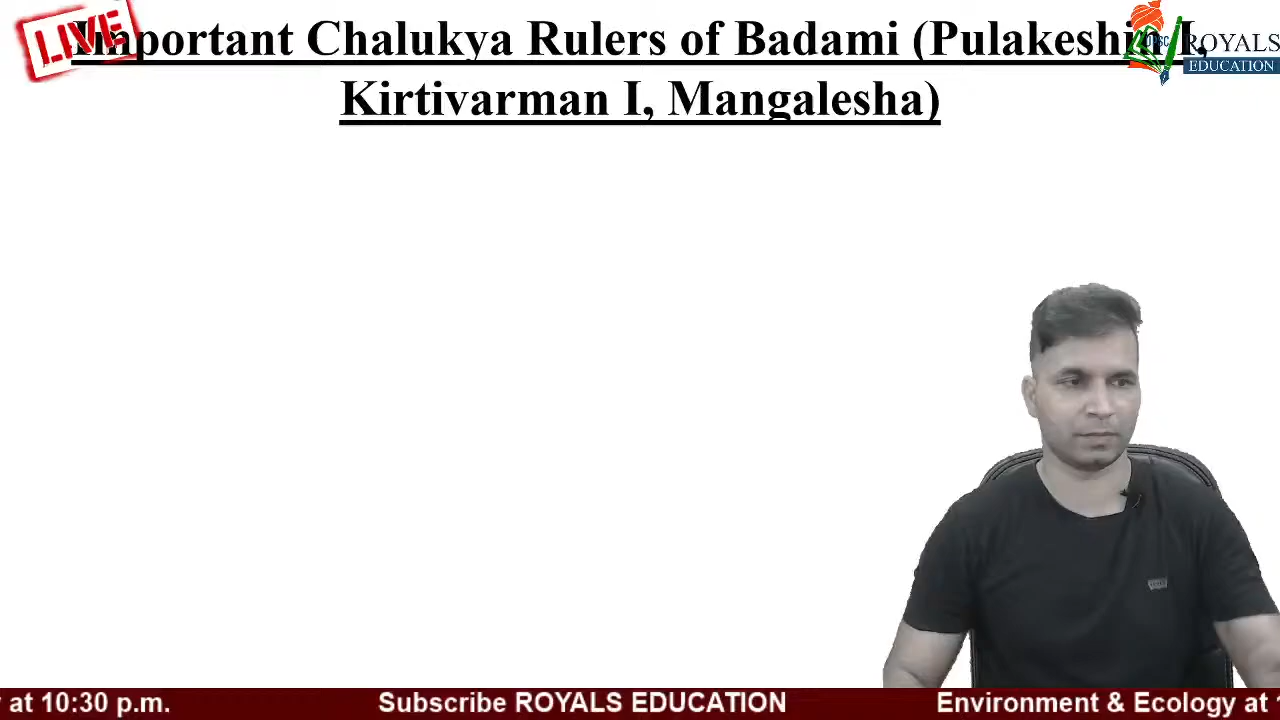 LIVE
Important Chalukya Rulers of Badami (Pulakeshin I,
Kirtivarman I, Mangalesha)
ROYALS
EDUCATION
at 10:30 p.m.
Subscribe ROYALS EDUCATION
Environment & Ecology at